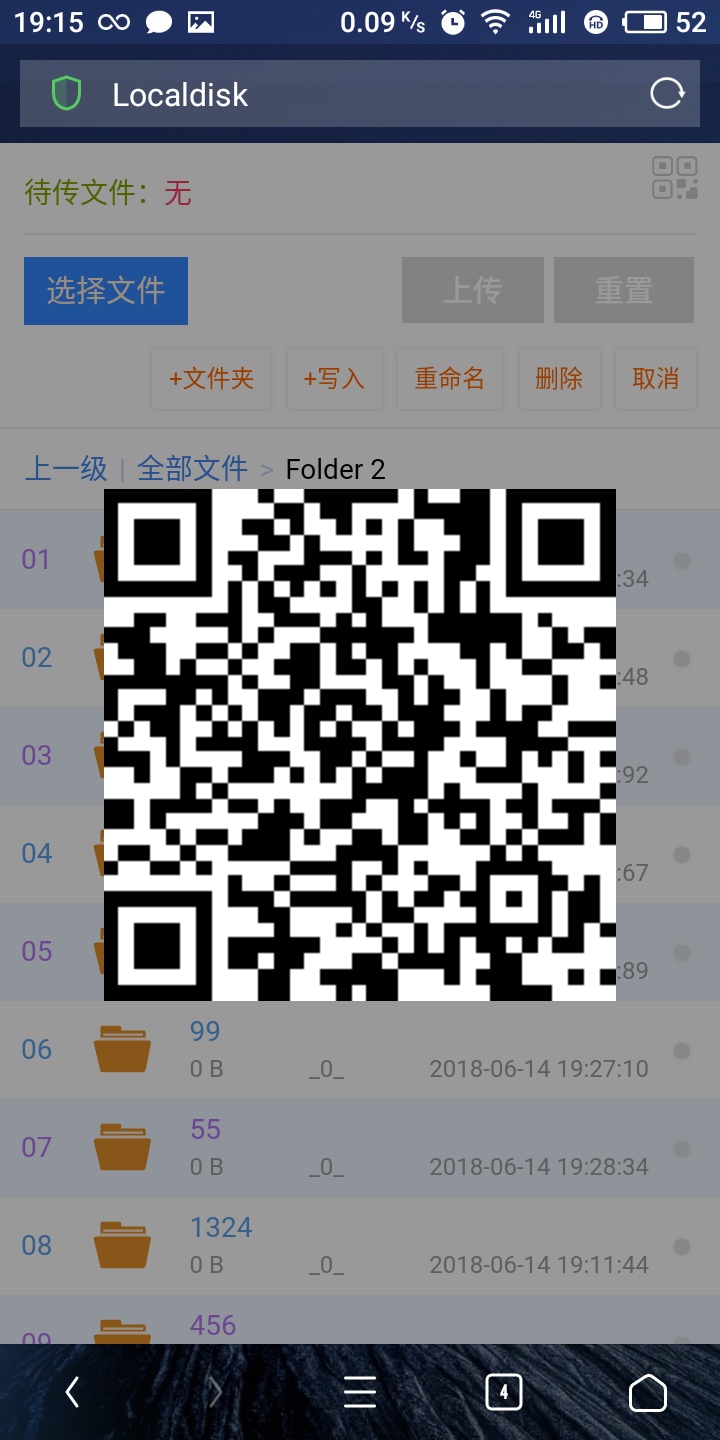 19:15 0.09 K/s 4G HD 52
Localdisk
待传文件：无
选择文件 上传 重置
+文件夹 +写入 重命名 删除 取消
上一级 | 全部文件 > Folder 2
01 :34
02 :48
03 :92
04 :67
05 :89
06 99
0 B _0_ 2018-06-14 19:27:10
07 55
0 B _0_ 2018-06-14 19:28:34
08 1324
0 B _0_ 2018-06-14 19:11:44
09 456
4